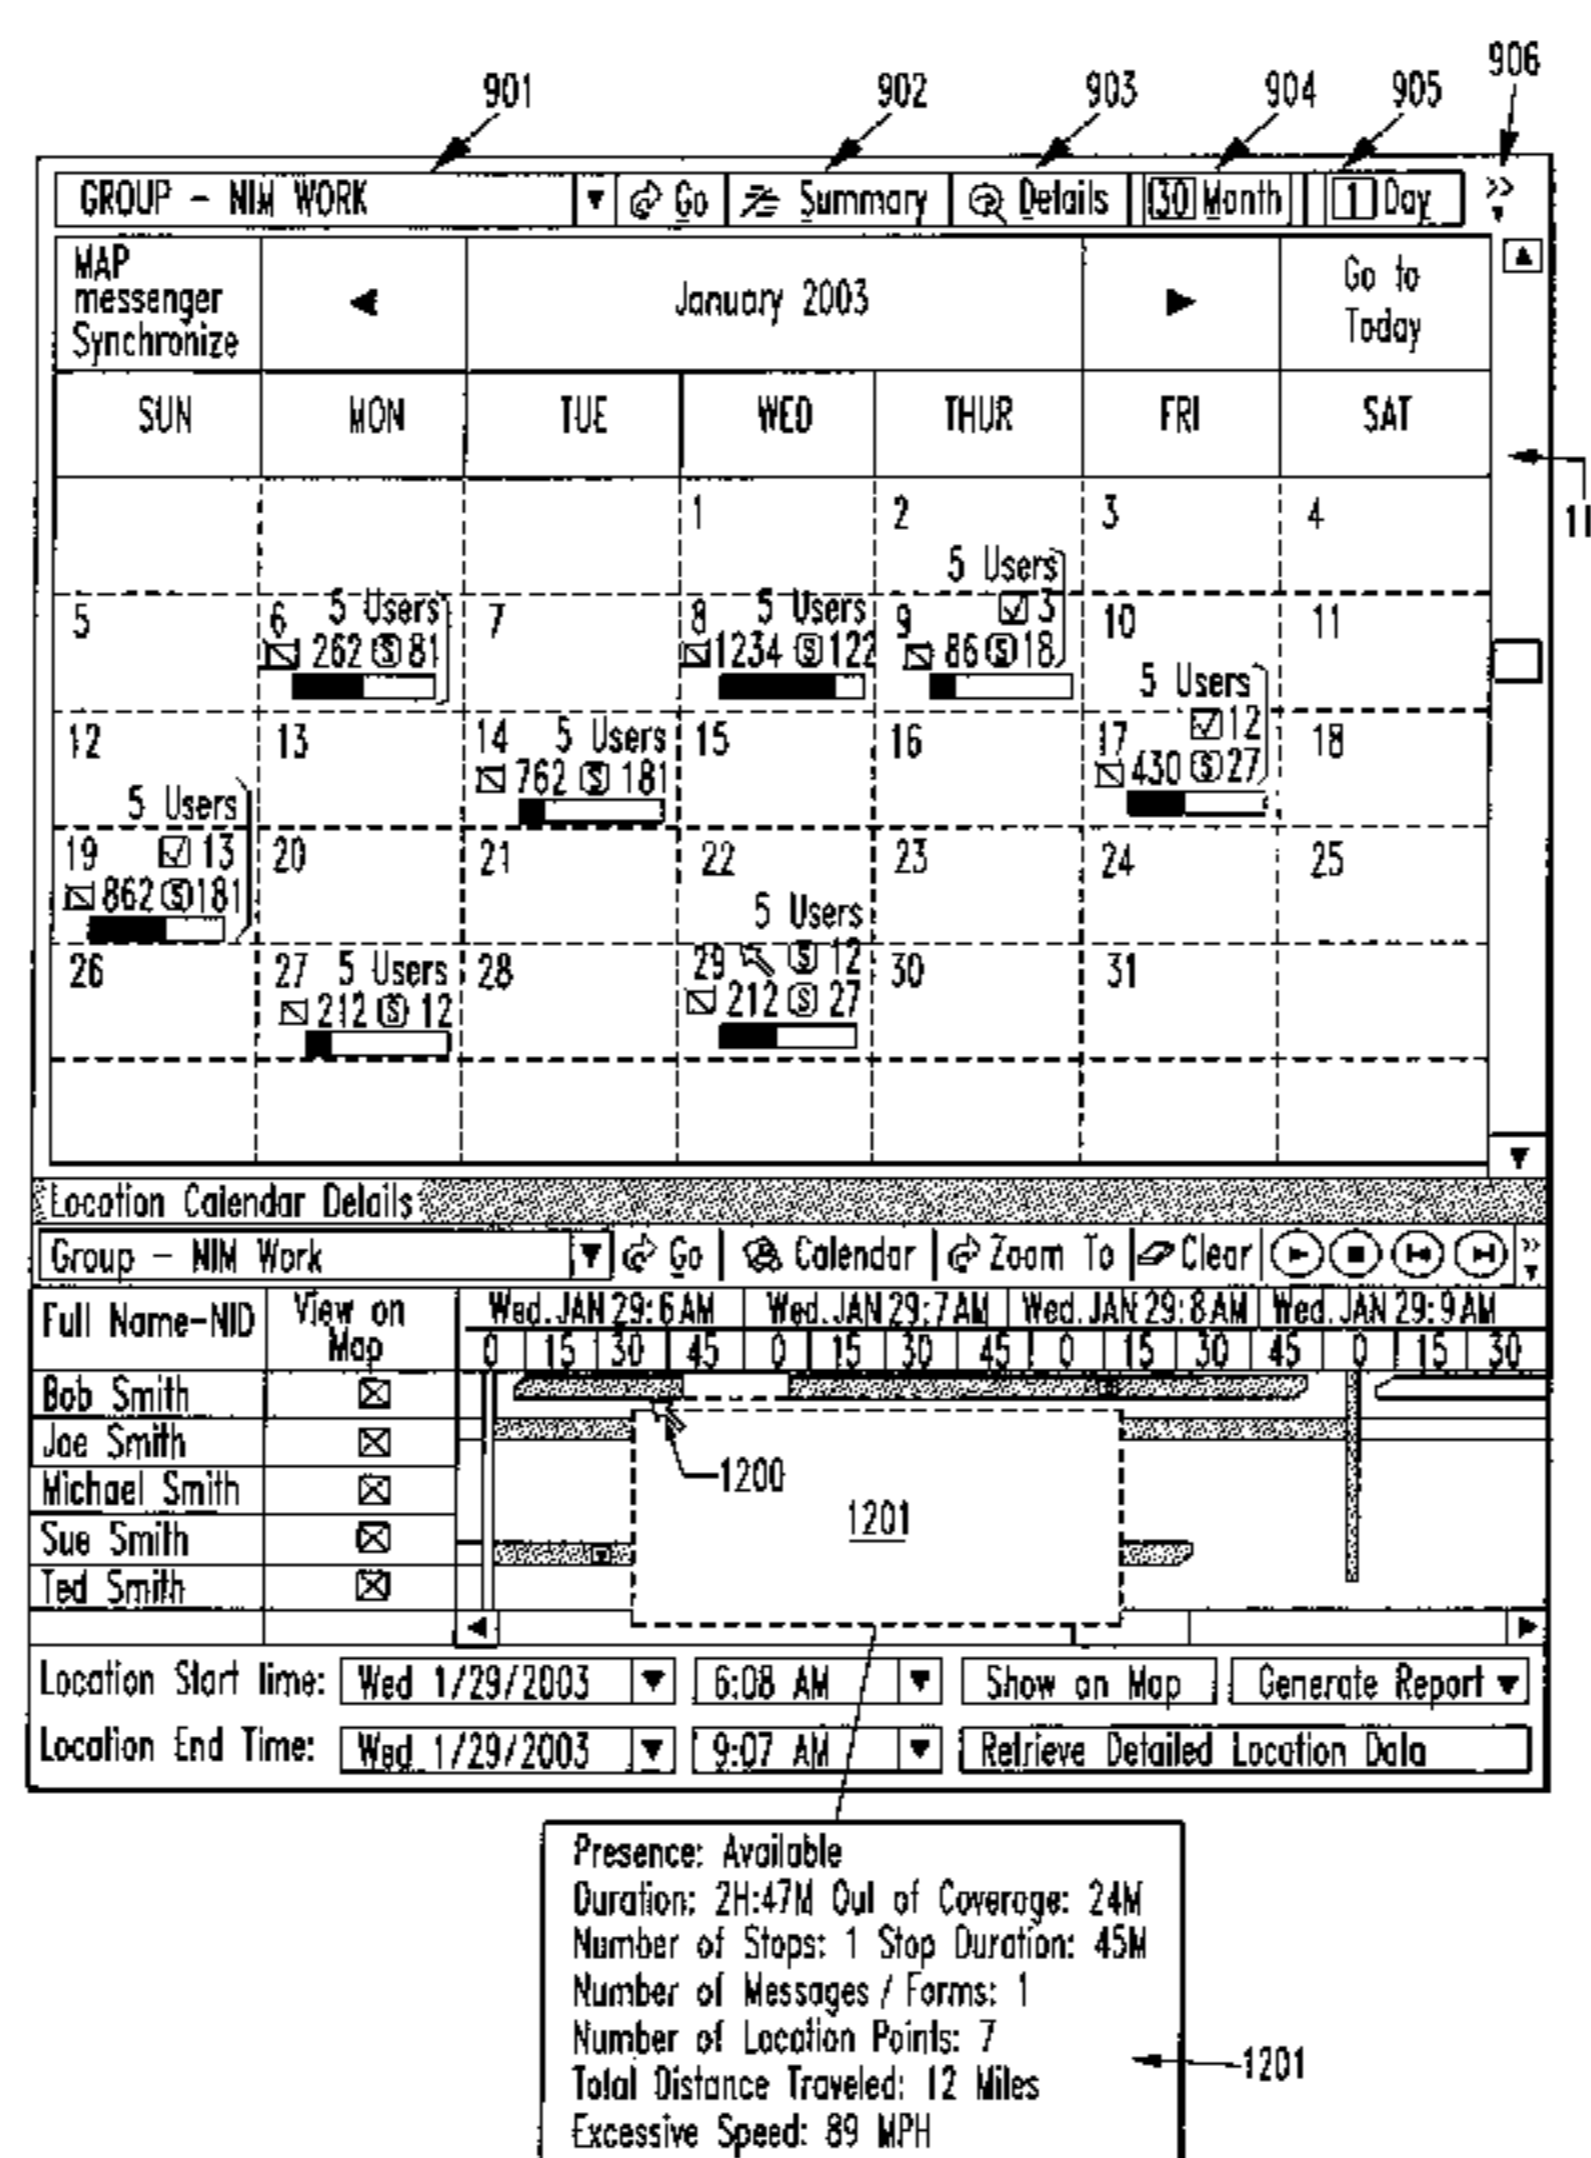 901 902 903 904 905 906
GROUP - NIM WORK Go Summary Details 30 Month 1 Day »
MAP messenger Synchronize January 2003 Go to Today
SUN MON TUE WED THUR FRI SAT
11
1 2 3 4
5 Users
5 6 5 Users 7 8 5 Users 9 3 10 11
262 S 81 1234 S 122 86 S 18
5 Users
12 13 14 5 Users 15 16 17 12 18
762 S 181 430 S 27
5 Users
19 13 20 21 22 23 24 25
862 S 181
5 Users
26 27 5 Users 28 29 S 12 30 31
212 S 12 212 S 27
Location Calendar Details
Group - NIM Work Go Calendar Zoom To Clear »
Full Name-NID View on Map Wed. JAN 29: 6 AM Wed. JAN 29: 7 AM Wed. JAN 29: 8 AM Wed. JAN 29: 9 AM
0 15 30 45 0 15 30 45 0 15 30 45 0 15 30
Bob Smith
Joe Smith
Michael Smith 1200
Sue Smith 1201
Ted Smith
Location Start Time: Wed 1/29/2003 6:08 AM Show on Map Generate Report
Location End Time: Wed 1/29/2003 9:07 AM Retrieve Detailed Location Data
Presence: Available
Duration: 2H:47M Out of Coverage: 24M
Number of Stops: 1 Stop Duration: 45M
Number of Messages / Forms: 1
Number of Location Points: 7
Total Distance Traveled: 12 Miles
1201
Excessive Speed: 89 MPH